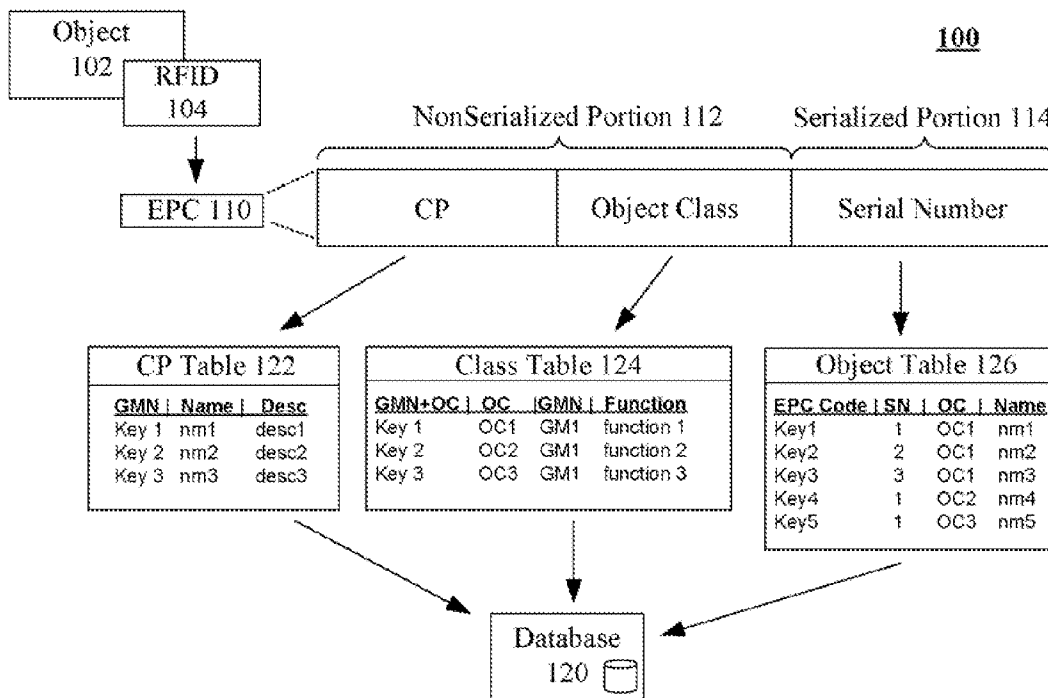 Object
102
RFID
104
100
NonSerialized Portion 112
Serialized Portion 114
EPC 110
CP
Object Class
Serial Number
CP Table 122
GMN | Name | Desc
Key 1 nm1 desc1
Key 2 nm2 desc2
Key 3 nm3 desc3
Class Table 124
GMN+OC | OC |GMN | Function
Key 1 OC1 GM1 function 1
Key 2 OC2 GM1 function 2
Key 3 OC3 GM1 function 3
Object Table 126
EPC Code | SN | OC | Name
Key1 1 OC1 nm1
Key2 2 OC1 nm2
Key3 3 OC1 nm3
Key4 1 OC2 nm4
Key5 1 OC3 nm5
Database
120